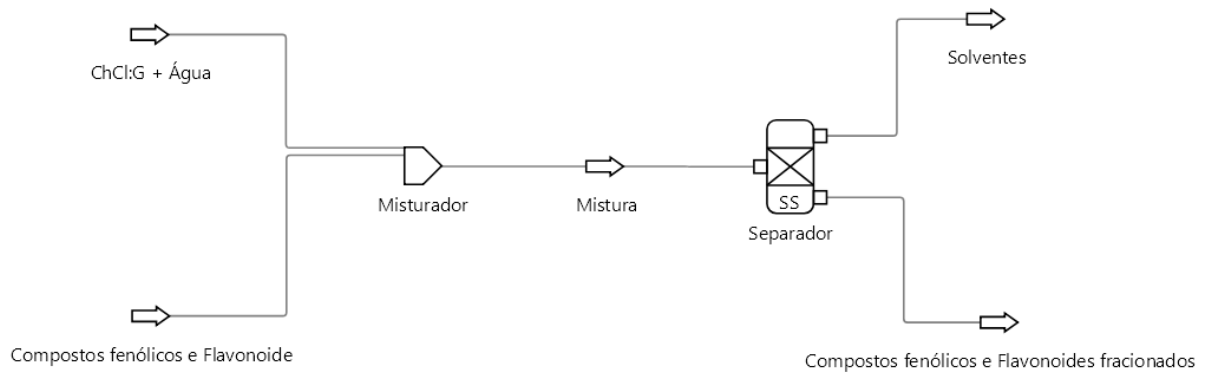 ChCl:G + Água
Solventes
Misturador
Mistura
SS
Separador
Compostos fenólicos e Flavonoide
Compostos fenólicos e Flavonoides fracionados